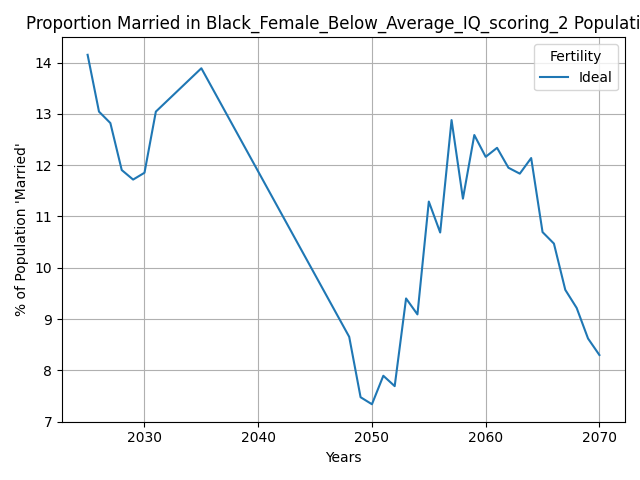 Proportion Married in Black_Female_Below_Average_IQ_scoring_2 Populati
Fertility
Ideal
14
13
12
11
10
9
8
7
% of Population 'Married'
2030
2040
2050
2060
2070
Years